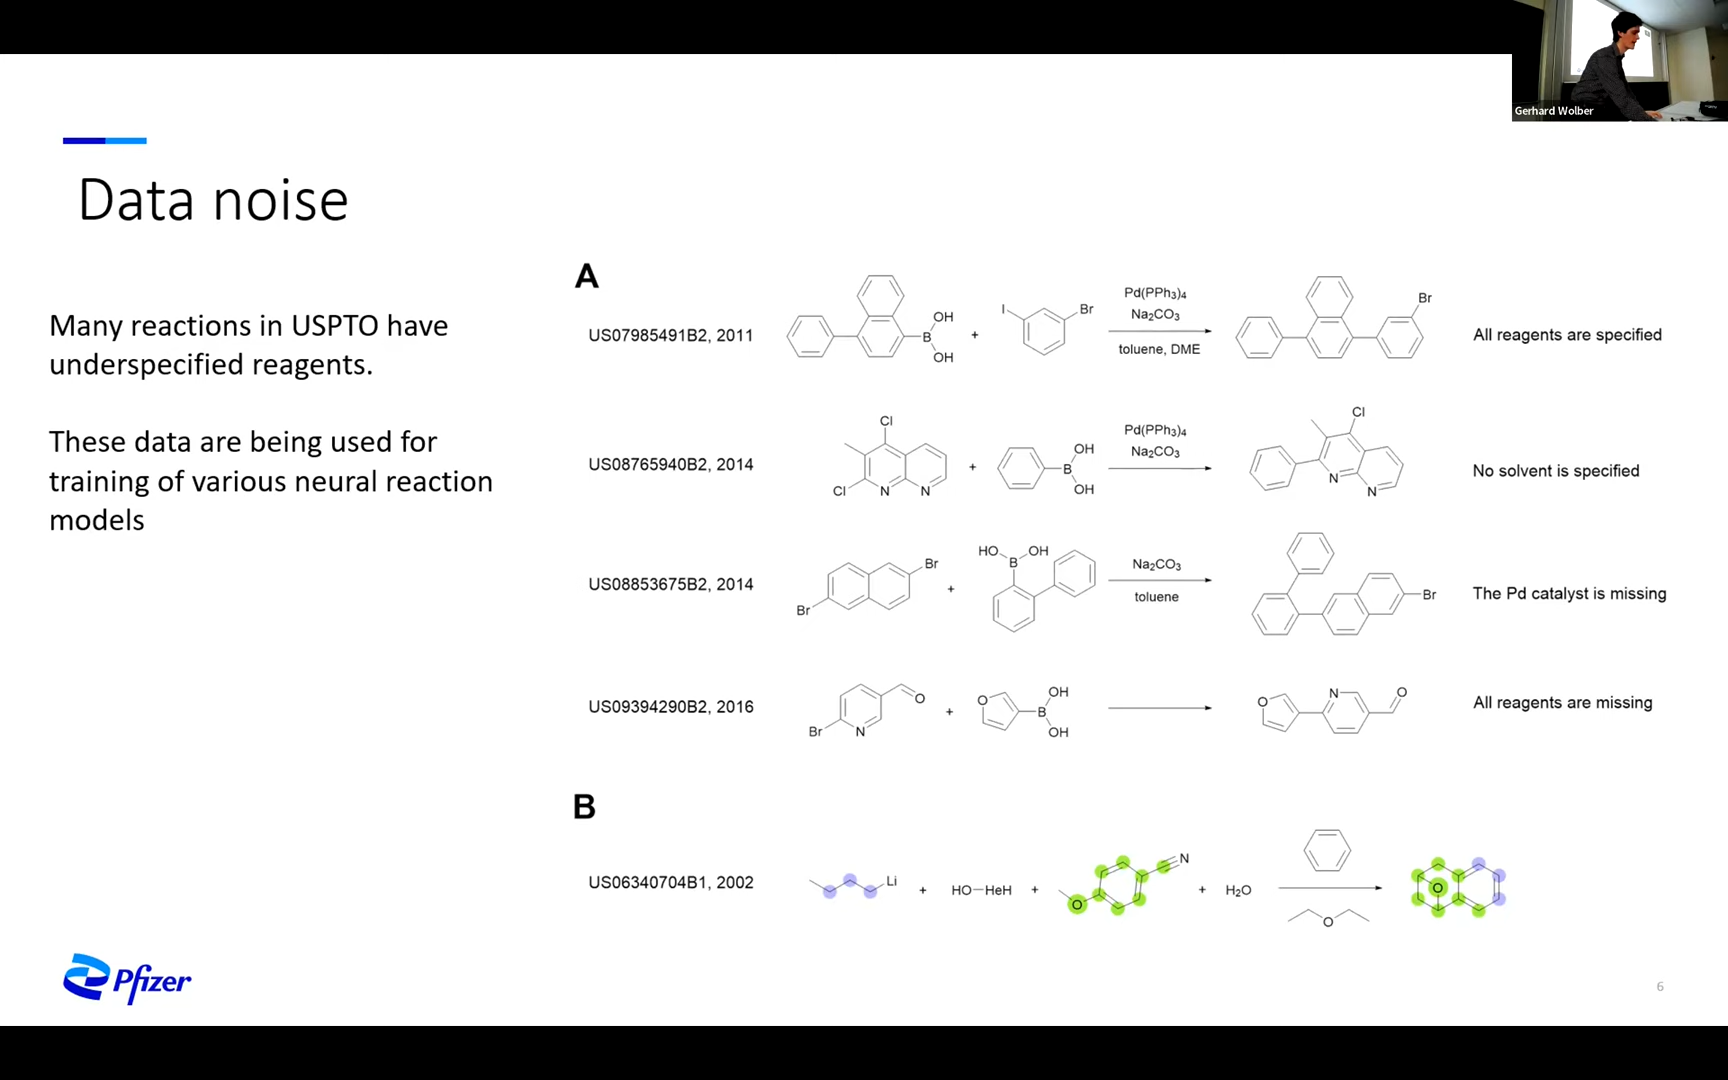 Gerhard Wolber
Data noise
Many reactions in USPTO have
underspecified reagents.
These data are being used for
training of various neural reaction
models
A
US07985491B2, 2011
B
OH
OH
+
I
Br
Pd(PPh₃)₄
Na₂CO₃
toluene, DME
Br
All reagents are specified
US08765940B2, 2014
Cl
Cl
N
N
+
B
OH
OH
Pd(PPh₃)₄
Na₂CO₃
Cl
N
N
No solvent is specified
US08853675B2, 2014
Br
Br
+
HO
OH
B
Na₂CO₃
toluene
Br
The Pd catalyst is missing
US09394290B2, 2016
O
Br
N
+
O
B
OH
OH
O
N
O
All reagents are missing
B
US06340704B1, 2002
Li
+
HO—HeH
+
O
N
+
H₂O
O
O
Pfizer
6